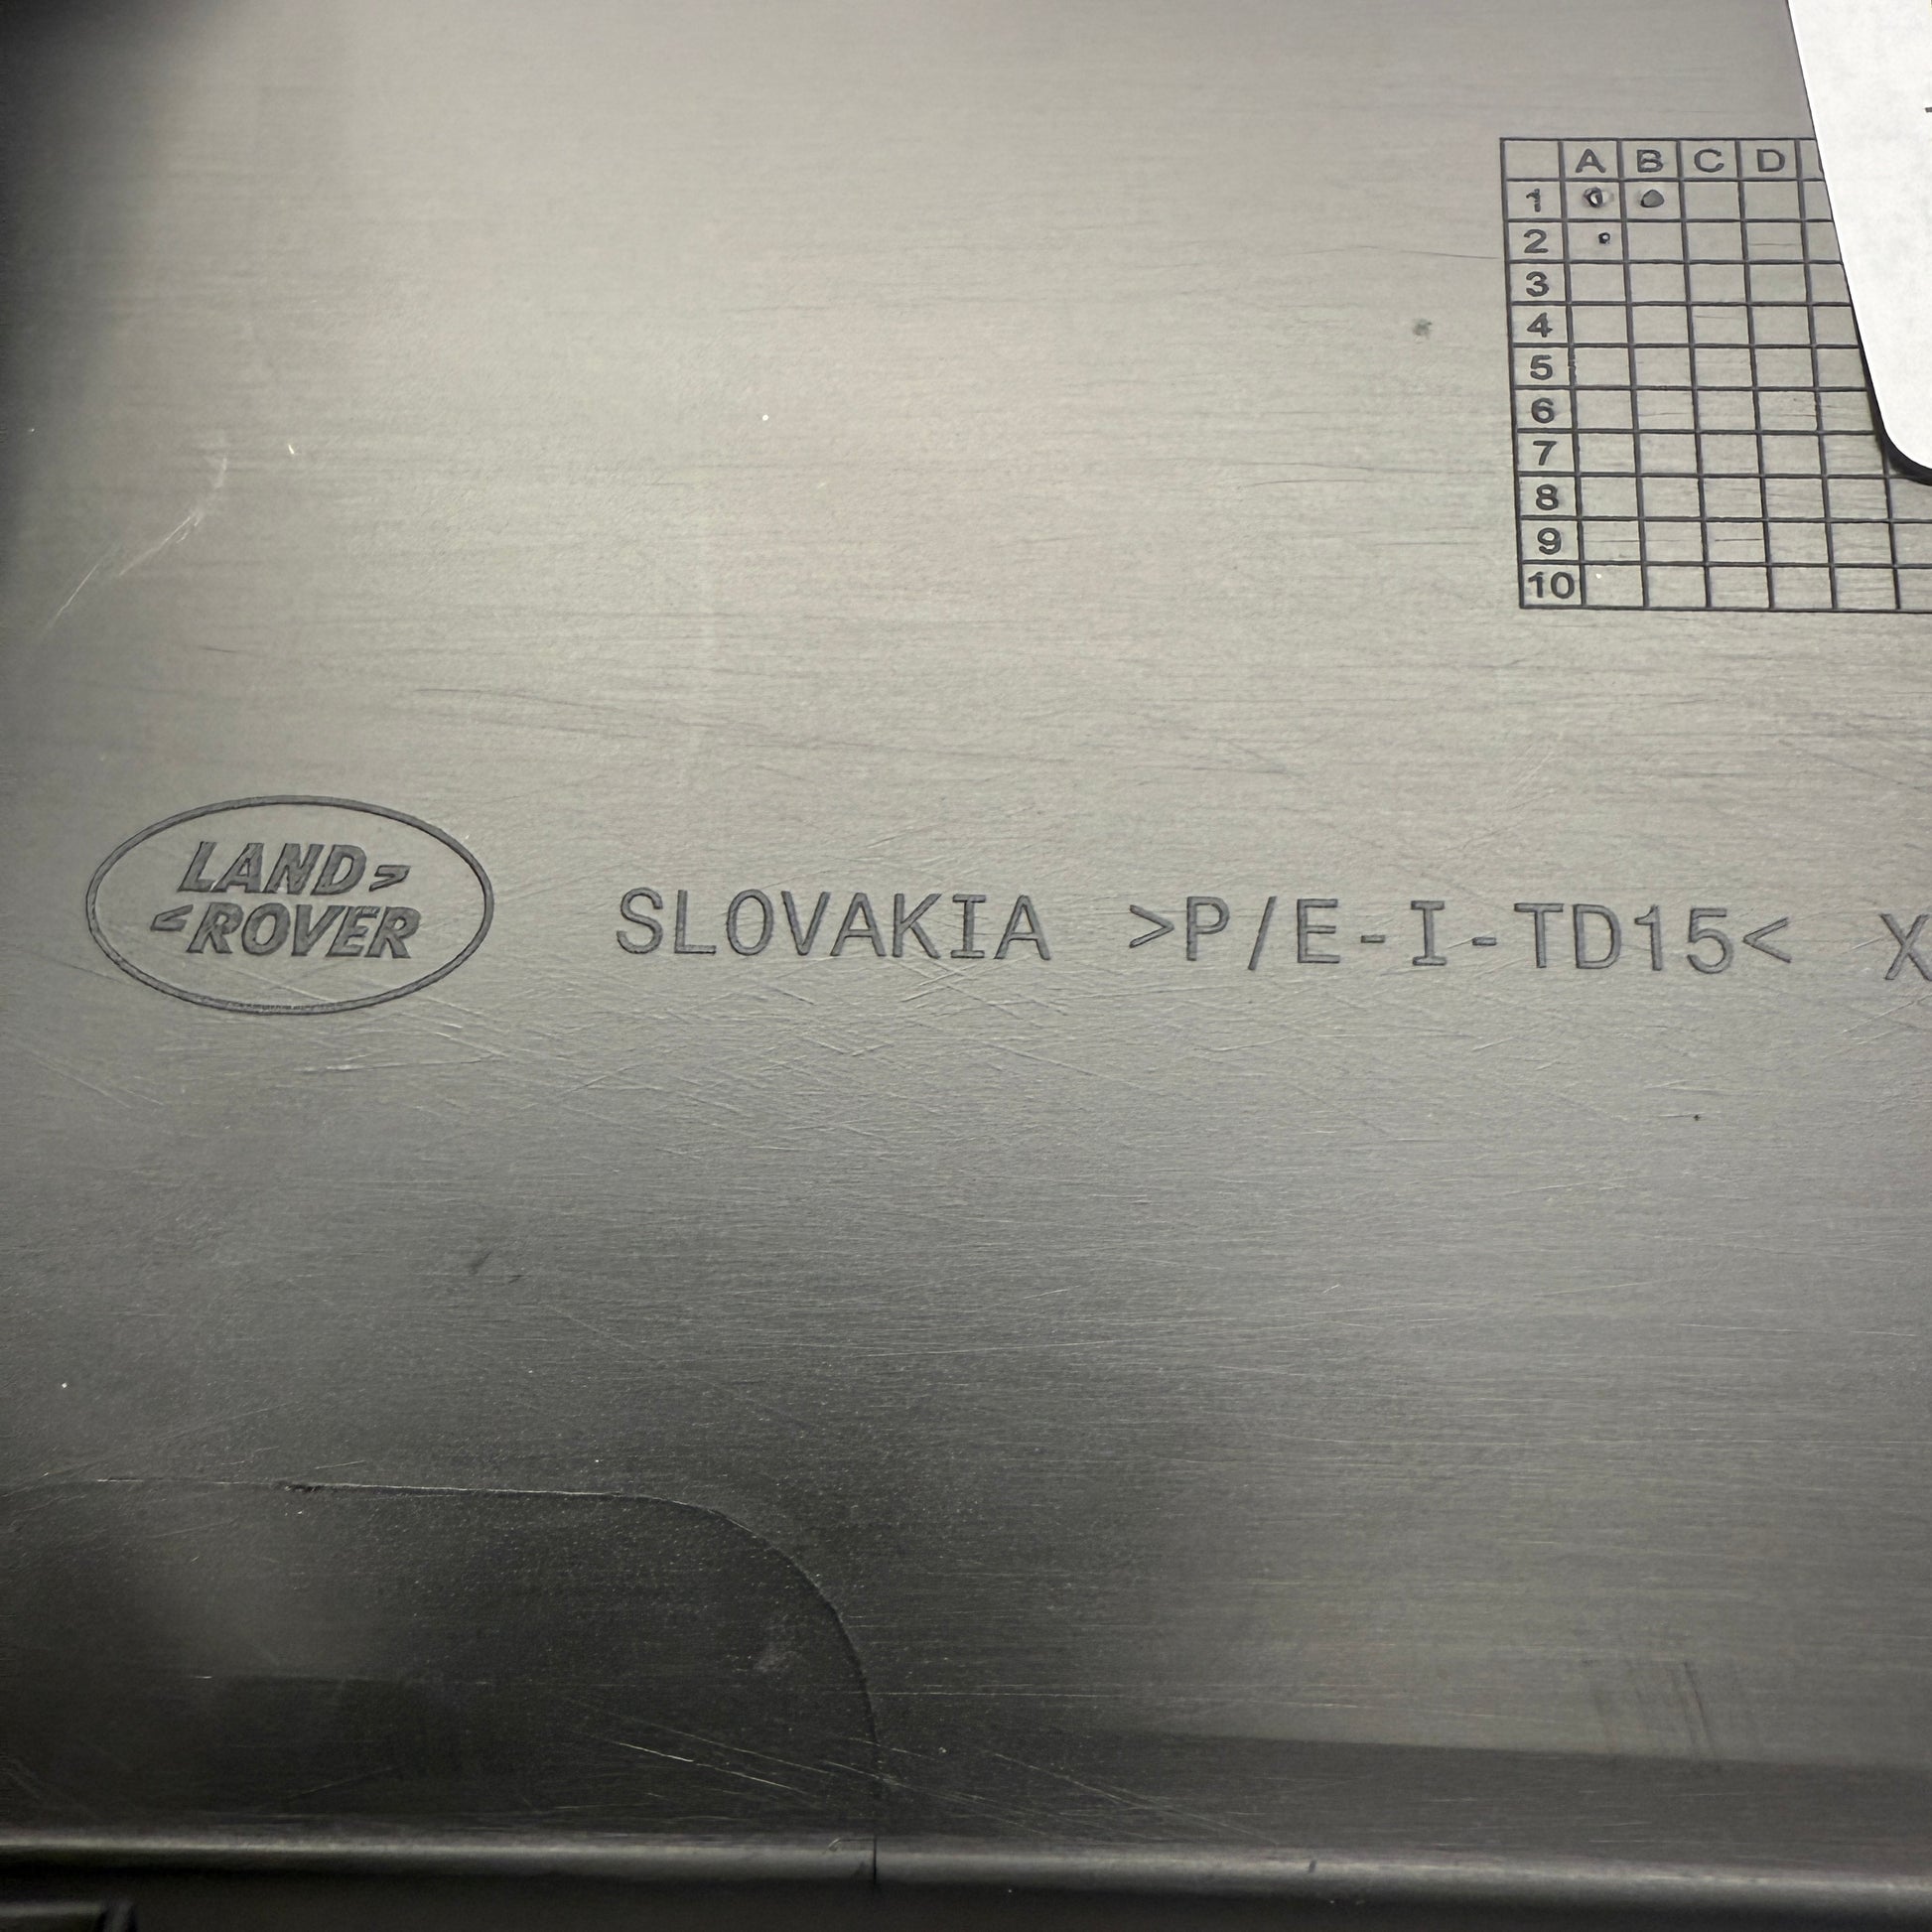 A B C D
1
2
3
4
5
6
7
8
9
10
LAND
ROVER
SLOVAKIA >P/E-I-TD15< X